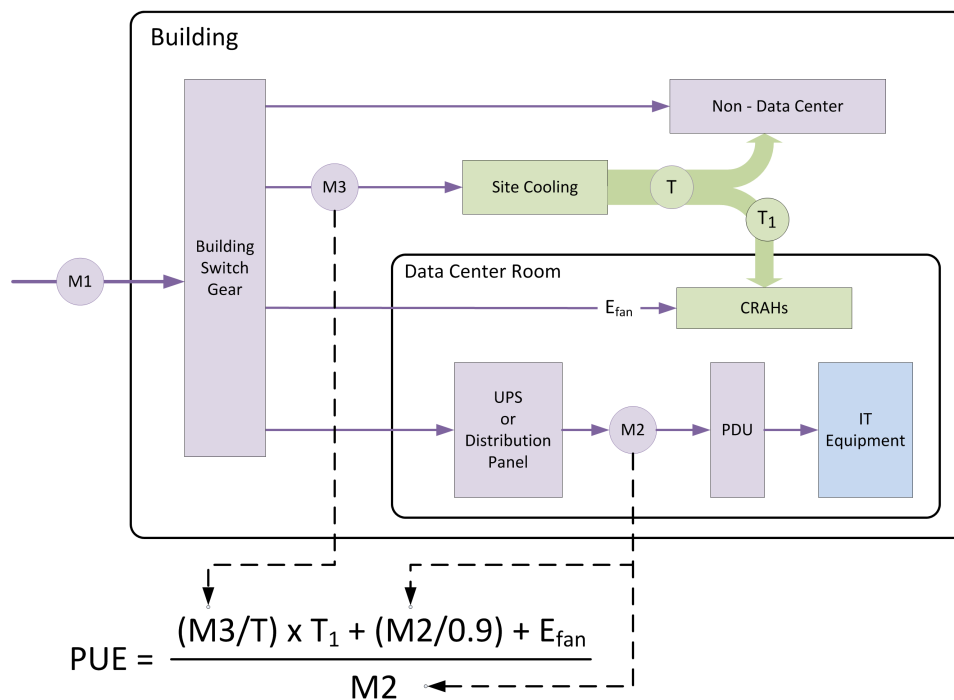 Building
Non - Data Center
M3
Site Cooling
T
T1
Building
Switch
Gear
M1
Data Center Room
Efan
CRAHs
UPS
or
Distribution
Panel
M2
PDU
IT
Equipment
(M3/T) x T1 + (M2/0.9) + Efan
PUE =
M2